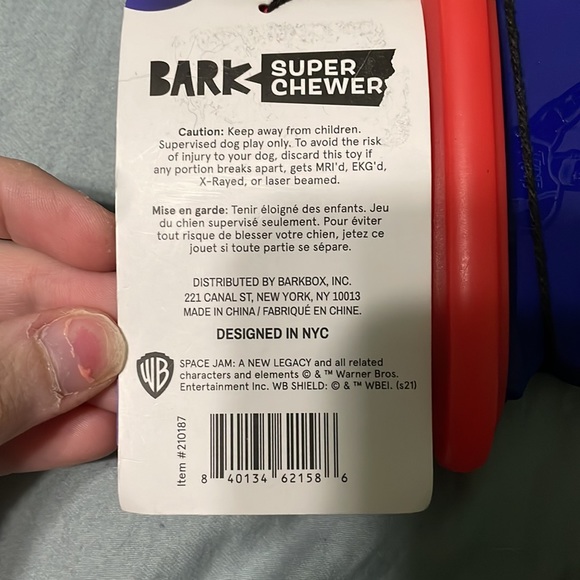 BARK SUPER CHEWER
Caution: Keep away from children.
Supervised dog play only. To avoid the risk
of injury to your dog, discard this toy if
any portion breaks apart, gets MRI'd, EKG'd,
X-Rayed, or laser beamed.
Mise en garde: Tenir éloigné des enfants. Jeu
du chien supervisé seulement. Pour éviter
tout risque de blesser votre chien, jetez ce
jouet si toute partie se sépare.
DISTRIBUTED BY BARKBOX, INC.
221 CANAL ST, NEW YORK, NY 10013
MADE IN CHINA / FABRIQUÉ EN CHINE.
DESIGNED IN NYC
WB
SPACE JAM: A NEW LEGACY and all related
characters and elements © & ™ Warner Bros.
Entertainment Inc. WB SHIELD: © & ™ WBEI. (s21)
Item #210187
8 40134 62158 6